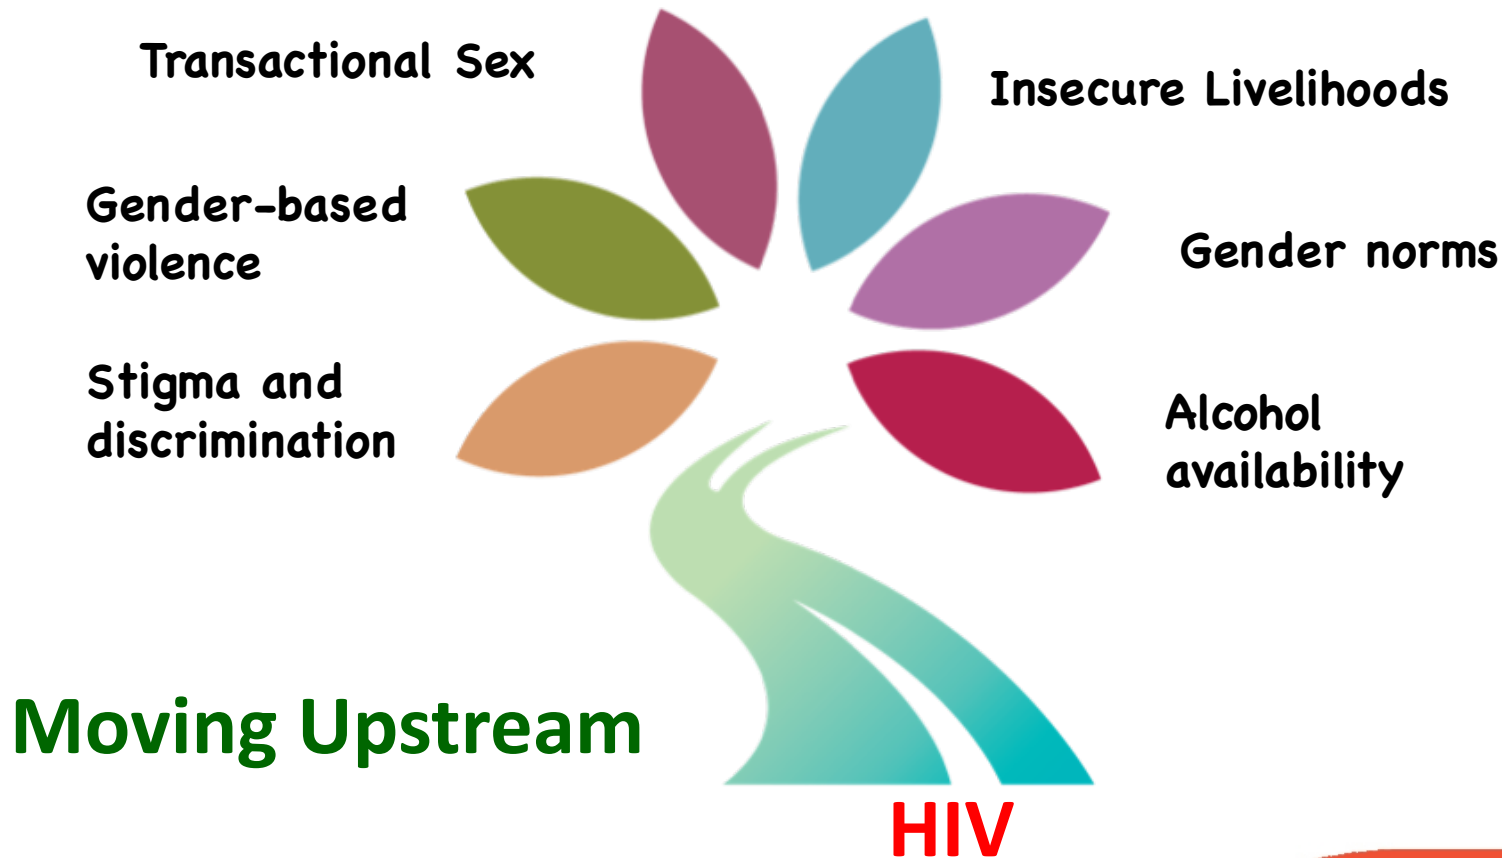 Transactional Sex
Insecure Livelihoods
Gender-based
violence
Gender norms
Stigma and
discrimination
Alcohol
availability
Moving Upstream
HIV